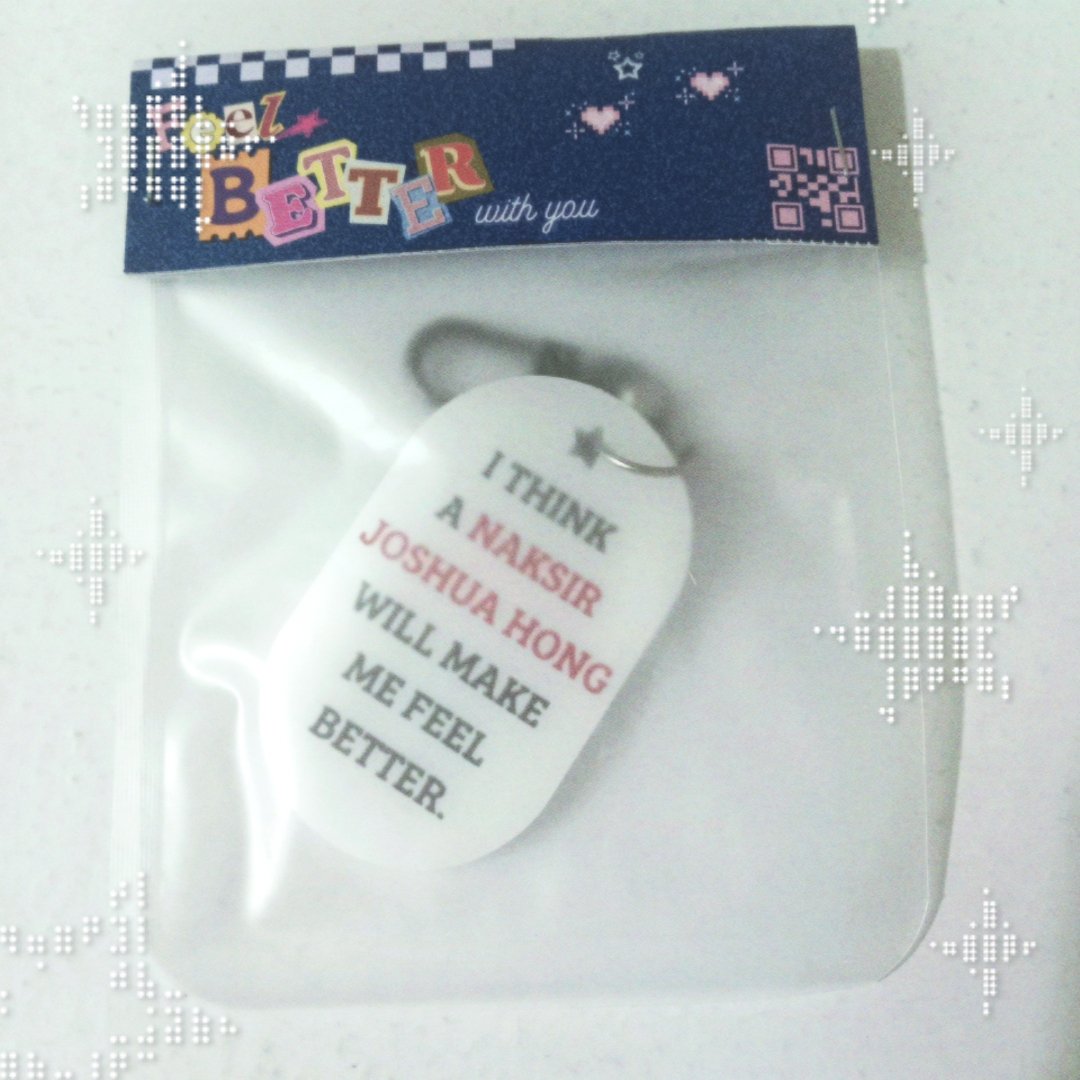 Feel
BETTER
with you
I THINK
A NAKSIR
JOSHUA HONG
WILL MAKE
ME FEEL
BETTER.